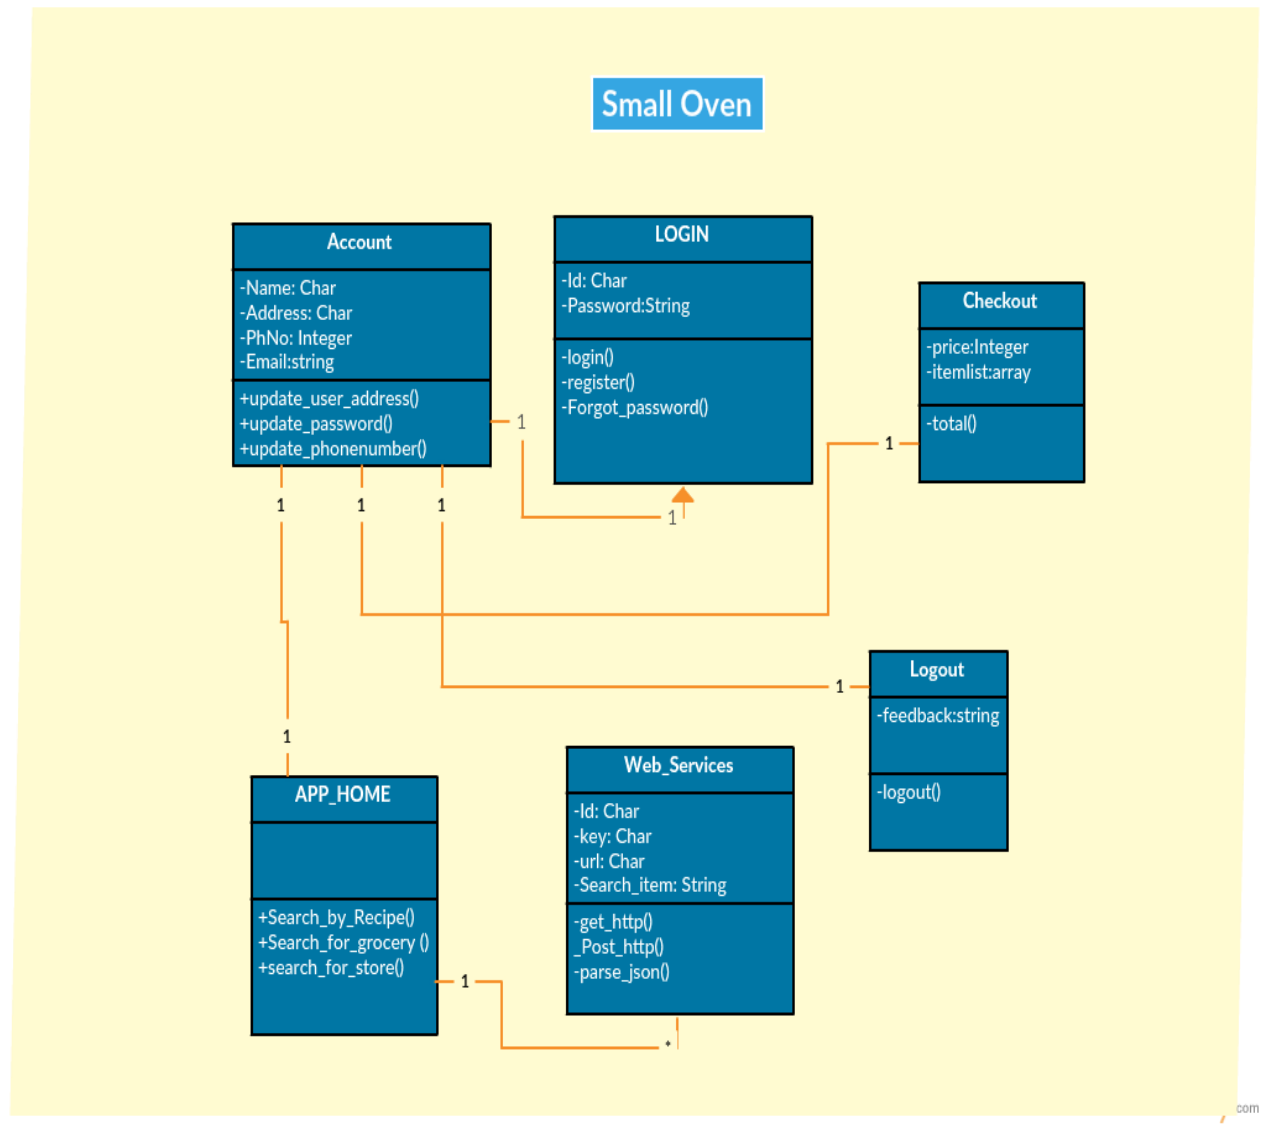 Small Oven
Account
-Name: Char
-Address: Char
-PhNo: Integer
-Email:string
+update_user_address()
+update_password()
+update_phonenumber()
LOGIN
-Id: Char
-Password:String
-login()
-register()
-Forgot_password()
Checkout
-price:Integer
-itemlist:array
-total()
1
1
1
1
1
1
1
1
Logout
-feedback:string
-logout()
APP_HOME
+Search_by_Recipe()
+Search_for_grocery ()
+search_for_store()
Web_Services
-Id: Char
-key: Char
-url: Char
-Search_item: String
-get_http()
_Post_http()
-parse_json()
1
*
com